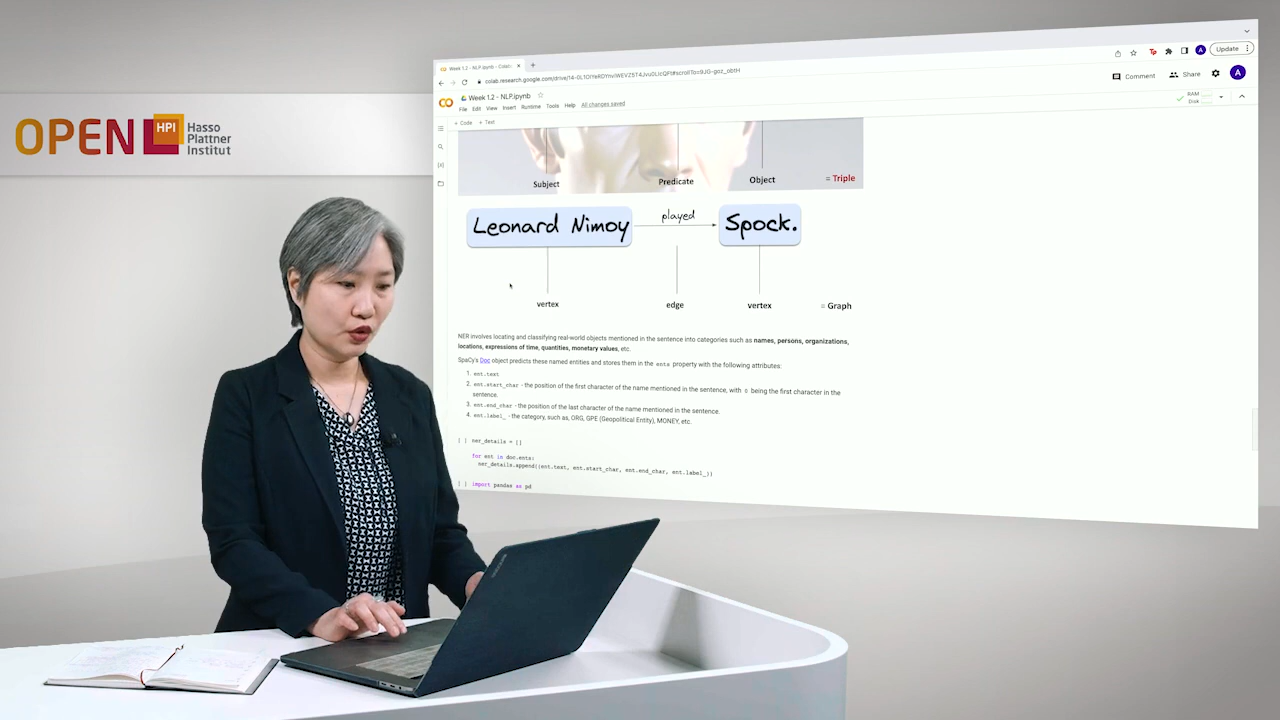 OPEN HPI Hasso
Plattner
Institut
Week 1.2 - NLP.ipynb - Colab
Update
Week 1.2 - NLP.ipynb
File Edit View Insert Runtime Tools Help All changes saved
Comment Share A
RAM
Disk
+ Code + Text
Subject Predicate Object = Triple
Leonard Nimoy played Spock.
vertex edge vertex = Graph
NER involves locating and classifying real-world objects mentioned in the sentence into categories such as names, persons, organizations,
locations, expressions of time, quantities, monetary values, etc.
SpaCy's Doc object predicts these named entities and stores them in the ents property with the following attributes:
1. ent.text
2. ent.start_char - the position of the first character of the name mentioned in the sentence, with 0 being the first character in the
sentence.
3. ent.end_char - the position of the last character of the name mentioned in the sentence.
4. ent.label_ - the category, such as, ORG, GPE (Geopolitical Entity), MONEY, etc.
[ ] ner_details = []
for ent in doc.ents:
ner_details.append((ent.text, ent.start_char, ent.end_char, ent.label_))
[ ] import pandas as pd